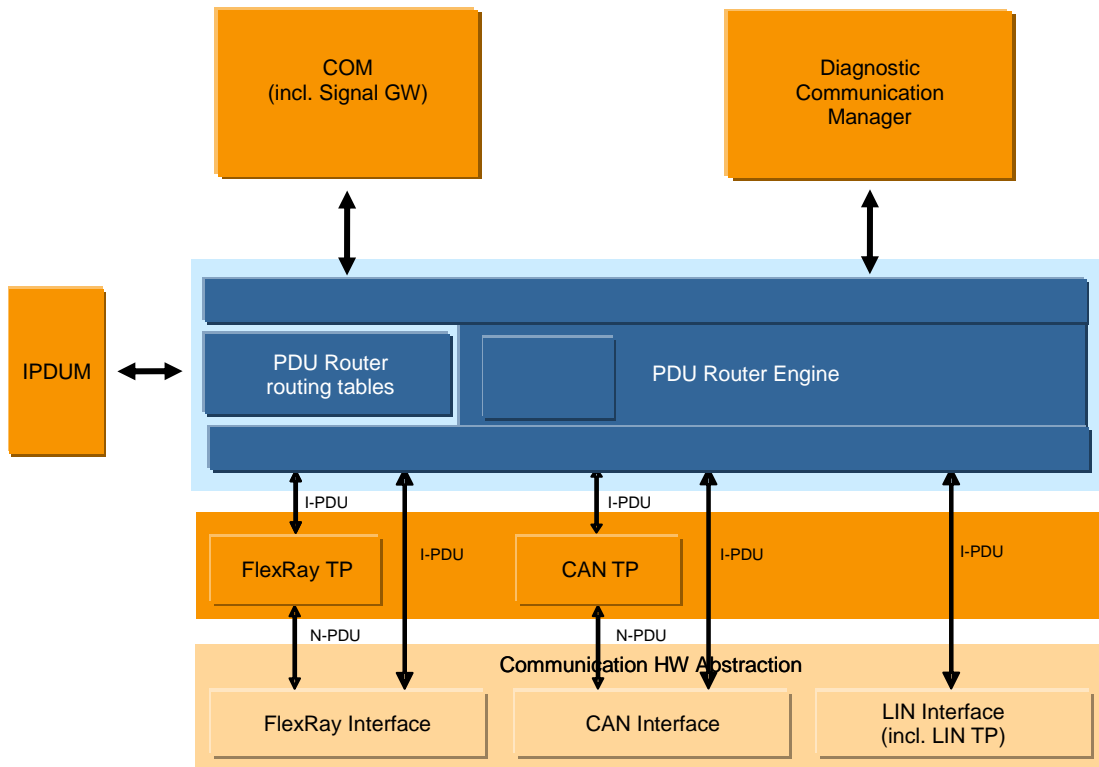 COM
(incl. Signal GW)
Diagnostic
Communication
Manager
IPDUM
PDU Router
routing tables
PDU Router Engine
I-PDU
I-PDU
I-PDU
I-PDU
I-PDU
FlexRay TP
CAN TP
N-PDU
N-PDU
Communication HW Abstraction
FlexRay Interface
CAN Interface
LIN Interface
(incl. LIN TP)